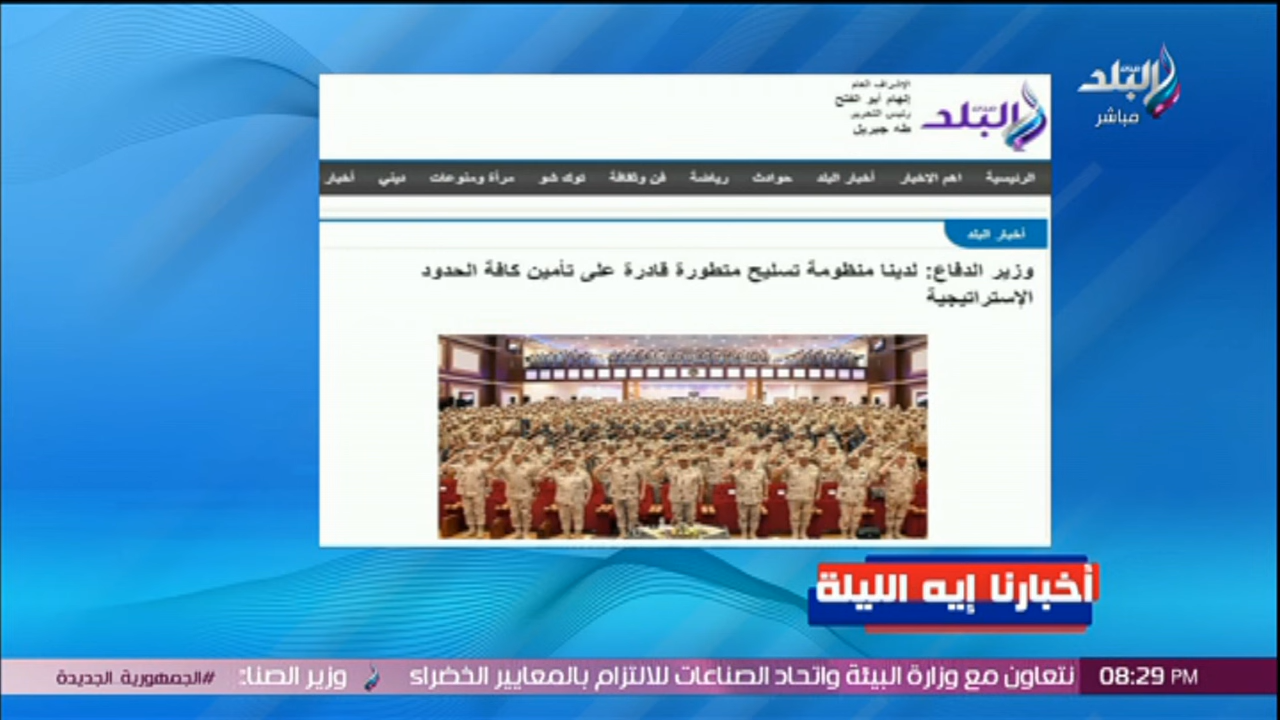 صدى
البلد
مباشر
الإشراف العام
إلهام أبو الفتح
رئيس التحرير
طه جبريل
صدى
البلد
الرئيسية اهم الاخبار أخبار البلد حوادث رياضة فن وثقافة توك شو مرأة ومنوعات ديني أخبار
أخبار البلد
وزير الدفاع: لدينا منظومة تسليح متطورة قادرة على تأمين كافة الحدود
الإستراتيجية
أخبارنا إيه الليلة
08:29 PM نتعاون مع وزارة البيئة واتحاد الصناعات للالتزام بالمعايير الخضراء وزير الصنا: #الجمهورية الجديدة